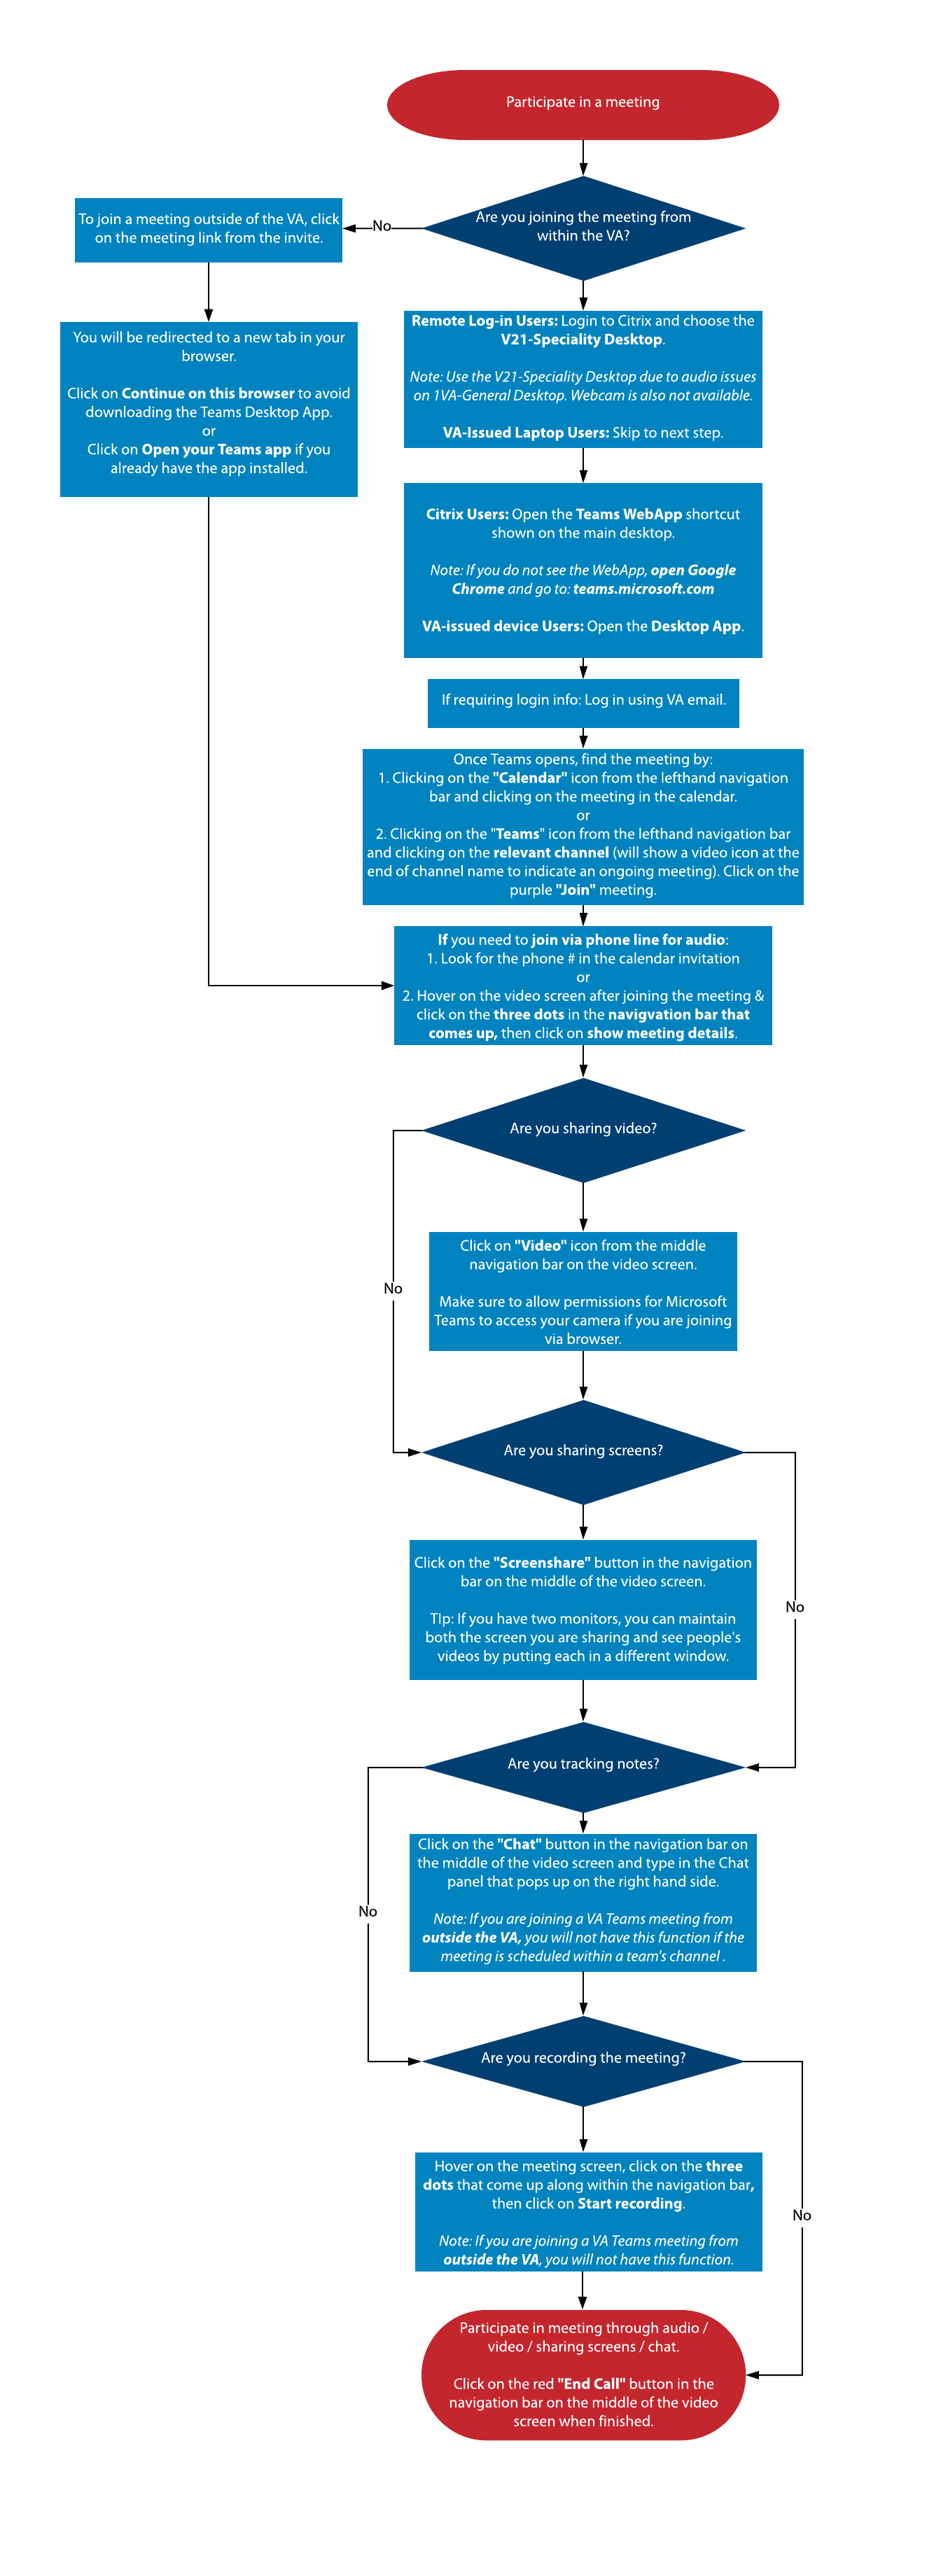 Participate in a meeting
Are you joining the meeting from
within the VA?
No
To join a meeting outside of the VA, click
on the meeting link from the invite.
You will be redirected to a new tab in your
browser.
Click on Continue on this browser to avoid
downloading the Teams Desktop App.
or
Click on Open your Teams app if you
already have the app installed.
Remote Log-in Users: Login to Citrix and choose the
V21-Speciality Desktop.
Note: Use the V21-Speciality Desktop due to audio issues
on 1VA-General Desktop. Webcam is also not available.
VA-Issued Laptop Users: Skip to next step.
Citrix Users: Open the Teams WebApp shortcut
shown on the main desktop.
Note: If you do not see the WebApp, open Google
Chrome and go to: teams.microsoft.com
VA-issued device Users: Open the Desktop App.
If requiring login info: Log in using VA email.
Once Teams opens, find the meeting by:
1. Clicking on the "Calendar" icon from the lefthand navigation
bar and clicking on the meeting in the calendar.
or
2. Clicking on the "Teams" icon from the lefthand navigation bar
and clicking on the relevant channel (will show a video icon at the
end of channel name to indicate an ongoing meeting). Click on the
purple "Join" meeting.
If you need to join via phone line for audio:
1. Look for the phone # in the calendar invitation
or
2. Hover on the video screen after joining the meeting &
click on the three dots in the navigvation bar that
comes up, then click on show meeting details.
Are you sharing video?
No
Click on "Video" icon from the middle
navigation bar on the video screen.
Make sure to allow permissions for Microsoft
Teams to access your camera if you are joining
via browser.
Are you sharing screens?
No
Click on the "Screenshare" button in the navigation
bar on the middle of the video screen.
TIp: If you have two monitors, you can maintain
both the screen you are sharing and see people's
videos by putting each in a different window.
Are you tracking notes?
No
Click on the "Chat" button in the navigation bar on
the middle of the video screen and type in the Chat
panel that pops up on the right hand side.
Note: If you are joining a VA Teams meeting from
outside the VA, you will not have this function if the
meeting is scheduled within a team's channel .
Are you recording the meeting?
No
Hover on the meeting screen, click on the three
dots that come up along within the navigation bar,
then click on Start recording.
Note: If you are joining a VA Teams meeting from
outside the VA, you will not have this function.
Participate in meeting through audio /
video / sharing screens / chat.
Click on the red "End Call" button in the
navigation bar on the middle of the video
screen when finished.